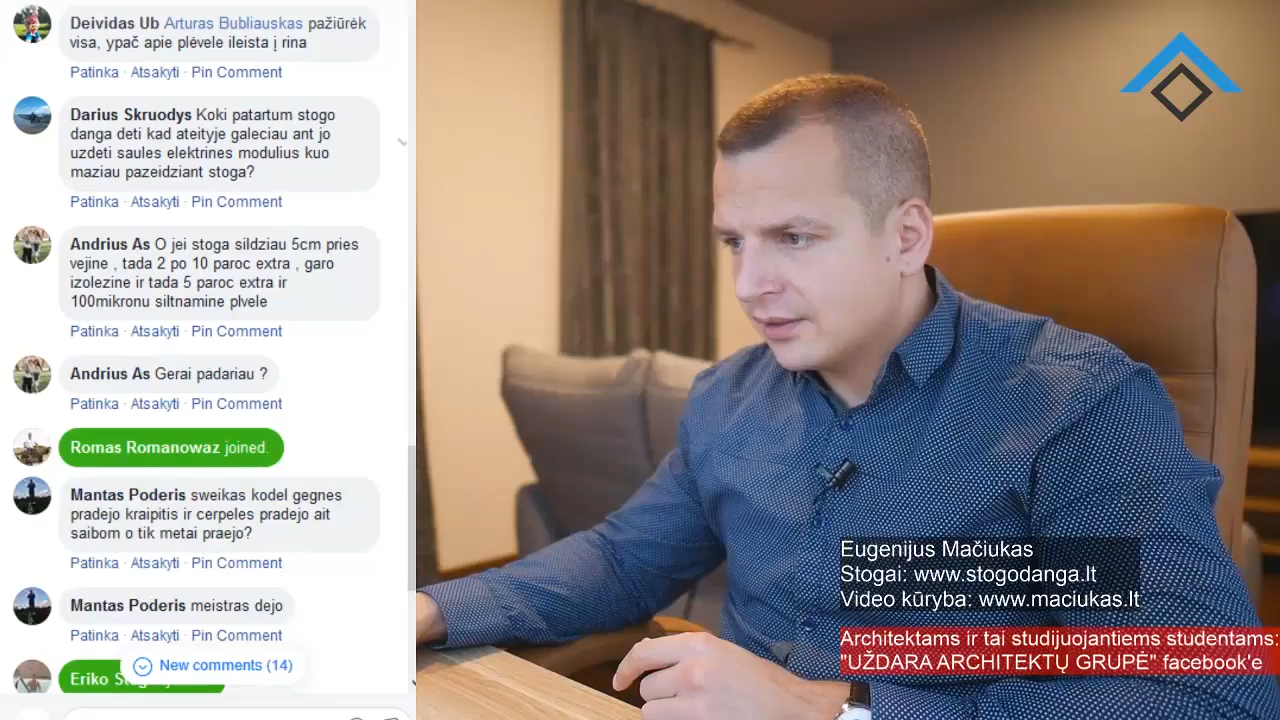 Deividas Ub Arturas Bubliauskas pažiūrėk
visa, ypač apie plėvele ileista į rina
Patinka · Atsakyti · Pin Comment
Darius Skruodys Koki patartum stogo
danga deti kad ateityje galeciau ant jo
uzdeti saules elektrines modulius kuo
maziau pazeidziant stoga?
Patinka · Atsakyti · Pin Comment
Andrius As O jei stoga sildziau 5cm pries
vejine , tada 2 po 10 paroc extra , garo
izolezine ir tada 5 paroc extra ir
100mikronu siltnamine plvele
Patinka · Atsakyti · Pin Comment
Andrius As Gerai padariau ?
Patinka · Atsakyti · Pin Comment
Romas Romanowaz joined.
Mantas Poderis sweikas kodel gegnes
pradejo kraipitis ir cerpeles pradejo ait
saibom o tik metai praejo?
Patinka · Atsakyti · Pin Comment
Mantas Poderis meistras dejo
Patinka · Atsakyti · Pin Comment
New comments (14)
Eriko
Eugenijus Mačiukas
Stogai: www.stogodanga.lt
Video kūryba: www.maciukas.lt
Architektams ir tai studijuojantiems studentams:
"UŽDARA ARCHITEKTŲ GRUPĖ" facebook'e